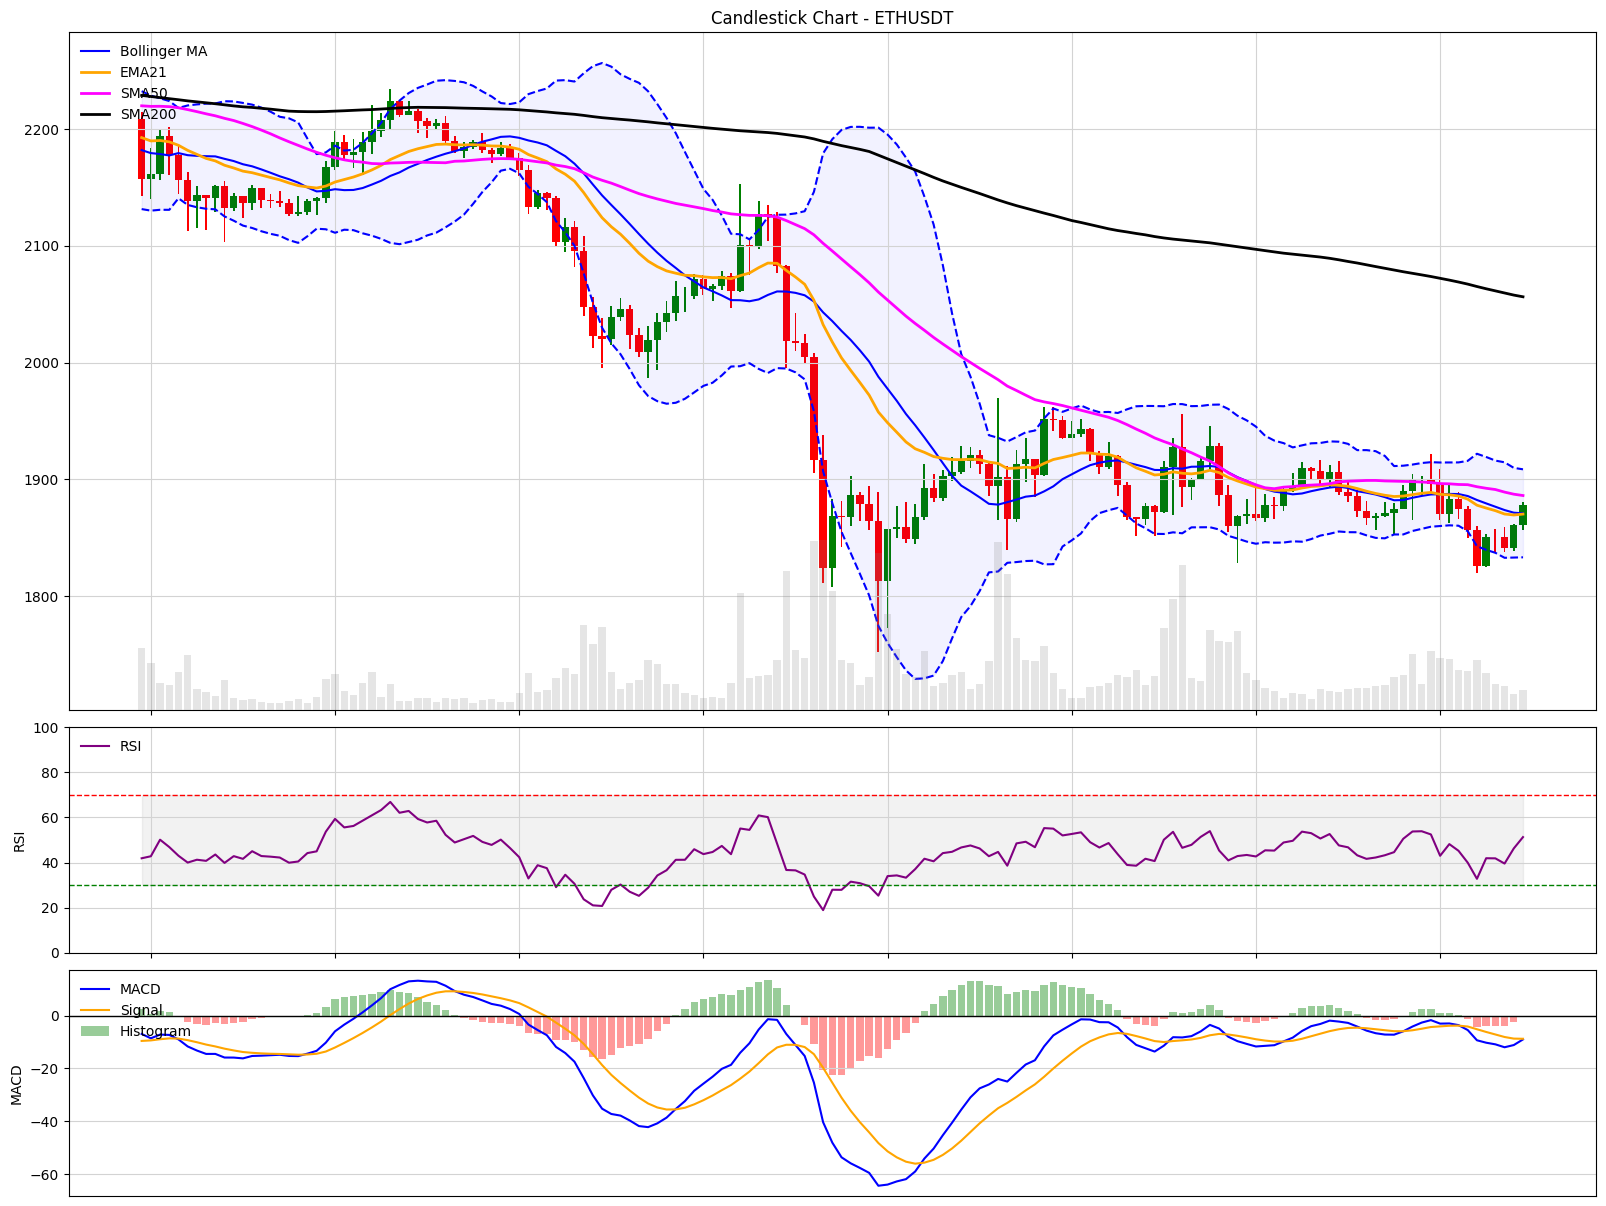 Candlestick Chart - ETHUSDT
Bollinger MA
EMA21
SMA50
SMA200
2200
2100
2000
1900
1800
100
80
60
40
20
0
RSI
RSI
0
−20
−40
−60
MACD
MACD
Signal
Histogram